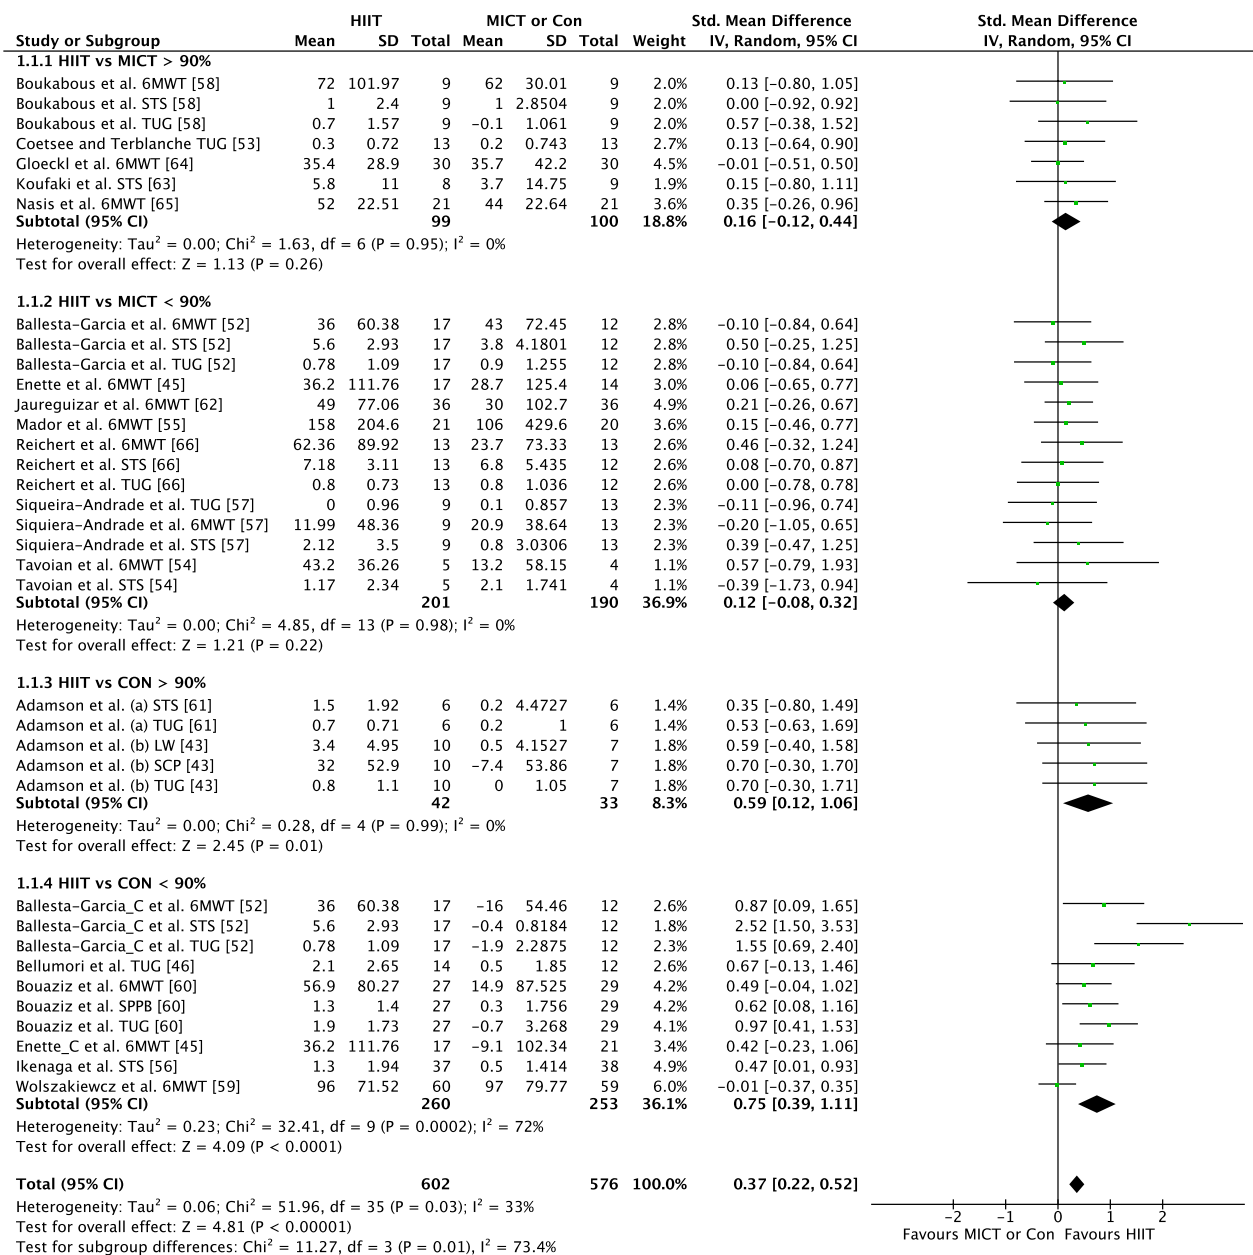 HIIT MICT or Con Std. Mean Difference Std. Mean Difference
Study or Subgroup Mean SD Total Mean SD Total Weight IV, Random, 95% CI IV, Random, 95% CI
1.1.1 HIIT vs MICT > 90%
Boukabous et al. 6MWT [58] 72 101.97 9 62 30.01 9 2.0% 0.13 [−0.80, 1.05]
Boukabous et al. STS [58] 1 2.4 9 1 2.8504 9 2.0% 0.00 [−0.92, 0.92]
Boukabous et al. TUG [58] 0.7 1.57 9 −0.1 1.061 9 2.0% 0.57 [−0.38, 1.52]
Coetsee and Terblanche TUG [53] 0.3 0.72 13 0.2 0.743 13 2.7% 0.13 [−0.64, 0.90]
Gloeckl et al. 6MWT [64] 35.4 28.9 30 35.7 42.2 30 4.4% −0.01 [−0.51, 0.50]
Koufaki et al. STS [63] 5.8 11 8 3.7 14.75 9 1.9% 0.15 [−0.80, 1.11]
Nasis et al. 6MWT [65] 52 22.51 21 44 22.64 21 3.6% 0.35 [−0.26, 0.96]
Subtotal (95% CI) 99 100 18.8% 0.16 [−0.12, 0.44]
Heterogeneity: Tau² = 0.00; Chi² = 1.63, df = 6 (P = 0.95); I² = 0%
Test for overall effect: Z = 1.13 (P = 0.26)
1.1.2 HIIT vs MICT < 90%
Ballesta-Garcia et al. 6MWT [52] 36 60.38 17 43 72.45 12 2.8% −0.10 [−0.84, 0.64]
Ballesta-Garcia et al. STS [52] 5.6 2.93 17 3.8 4.1801 12 2.8% 0.50 [−0.25, 1.25]
Ballesta-Garcia et al. TUG [52] 0.78 1.09 17 0.9 1.255 12 2.8% −0.10 [−0.84, 0.64]
Enette et al. 6MWT [45] 36.2 111.76 17 28.7 125.4 14 3.0% 0.06 [−0.65, 0.77]
Jaureguizar et al. 6MWT [62] 49 77.06 36 30 102.7 36 4.9% 0.21 [−0.26, 0.67]
Mador et al. 6MWT [55] 158 204.6 21 106 429.6 20 3.6% 0.15 [−0.46, 0.77]
Reichert et al. 6MWT [66] 62.36 89.92 13 23.7 73.33 13 2.6% 0.46 [−0.32, 1.24]
Reichert et al. STS [66] 7.18 3.11 13 6.8 5.435 12 2.6% 0.08 [−0.70, 0.87]
Reichert et al. TUG [66] 0.8 0.73 13 0.8 1.036 12 2.6% 0.00 [−0.78, 0.78]
Siqueira-Andrade et al. TUG [57] 0 0.96 9 0.1 0.857 13 2.3% −0.11 [−0.96, 0.74]
Siquiera-Andrade et al. 6MWT [57] 11.99 48.36 9 20.9 38.64 13 2.3% −0.20 [−1.05, 0.65]
Siquiera-Andrade et al. STS [57] 2.12 3.5 9 0.8 3.0306 13 2.3% 0.39 [−0.47, 1.25]
Tavoian et al. 6MWT [54] 43.2 36.26 5 13.2 58.15 4 1.1% 0.57 [−0.79, 1.93]
Tavoian et al. STS [54] 1.17 2.34 5 2.1 1.741 4 1.1% −0.39 [−1.73, 0.94]
Subtotal (95% CI) 201 190 36.9% 0.12 [−0.08, 0.32]
Heterogeneity: Tau² = 0.00; Chi² = 4.85, df = 13 (P = 0.98); I² = 0%
Test for overall effect: Z = 1.21 (P = 0.22)
1.1.3 HIIT vs CON > 90%
Adamson et al. (a) STS [61] 1.5 1.92 6 0.2 4.4727 6 1.4% 0.35 [−0.80, 1.49]
Adamson et al. (a) TUG [61] 0.7 0.71 6 0.2 1 6 1.4% 0.53 [−0.63, 1.69]
Adamson et al. (b) LW [43] 3.4 4.95 10 0.5 4.1527 7 1.8% 0.59 [−0.40, 1.58]
Adamson et al. (b) SCP [43] 32 52.9 10 −7.4 53.86 7 1.8% 0.70 [−0.30, 1.70]
Adamson et al. (b) TUG [43] 0.8 1.1 10 0 1.05 7 1.8% 0.70 [−0.30, 1.71]
Subtotal (95% CI) 42 33 8.3% 0.59 [0.12, 1.06]
Heterogeneity: Tau² = 0.00; Chi² = 0.28, df = 4 (P = 0.99); I² = 0%
Test for overall effect: Z = 2.45 (P = 0.01)
1.1.4 HIIT vs CON < 90%
Ballesta-Garcia_C et al. 6MWT [52] 36 60.38 17 −16 54.46 12 2.6% 0.87 [0.09, 1.65]
Ballesta-Garcia_C et al. STS [52] 5.6 2.93 17 −0.4 0.8184 12 1.8% 2.52 [1.50, 3.53]
Ballesta-Garcia_C et al. TUG [52] 0.78 1.09 17 −1.9 2.2875 12 2.3% 1.55 [0.69, 2.40]
Bellumori et al. TUG [46] 2.1 2.65 14 0.5 1.85 12 2.6% 0.67 [−0.13, 1.46]
Bouaziz et al. 6MWT [60] 56.9 80.27 27 14.9 87.525 29 4.2% 0.49 [−0.04, 1.02]
Bouaziz et al. SPPB [60] 1.3 1.4 27 0.3 1.756 29 4.2% 0.62 [0.08, 1.16]
Bouaziz et al. TUG [60] 1.9 1.73 27 −0.7 3.268 29 4.1% 0.97 [0.41, 1.53]
Enette_C et al. 6MWT [45] 36.2 111.76 17 −9.1 102.34 21 3.4% 0.42 [−0.23, 1.06]
Ikenaga et al. STS [56] 1.3 1.94 37 0.5 1.414 38 4.9% 0.47 [0.01, 0.93]
Wolszakiewcz et al. 6MWT [59] 96 71.52 60 97 79.77 59 6.0% −0.01 [−0.37, 0.35]
Subtotal (95% CI) 260 253 36.1% 0.75 [0.39, 1.11]
Heterogeneity: Tau² = 0.23; Chi² = 32.41, df = 9 (P = 0.0002); I² = 72%
Test for overall effect: Z = 4.09 (P < 0.0001)
Total (95% CI) 602 576 100.0% 0.37 [0.22, 0.52]
Heterogeneity: Tau² = 0.06; Chi² = 51.96, df = 35 (P = 0.03); I² = 33%
Test for overall effect: Z = 4.81 (P < 0.00001)
Test for subgroup differences: Chi² = 11.27, df = 3 (P = 0.01), I² = 73.4%
−2 −1 0 1 2
Favours MICT or Con Favours HIIT